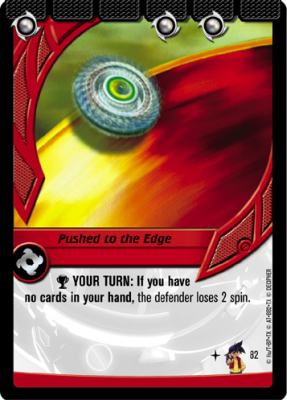 Pushed to the Edge
YOUR TURN: If you have
no cards in your hand, the defender loses 2 spin.
82